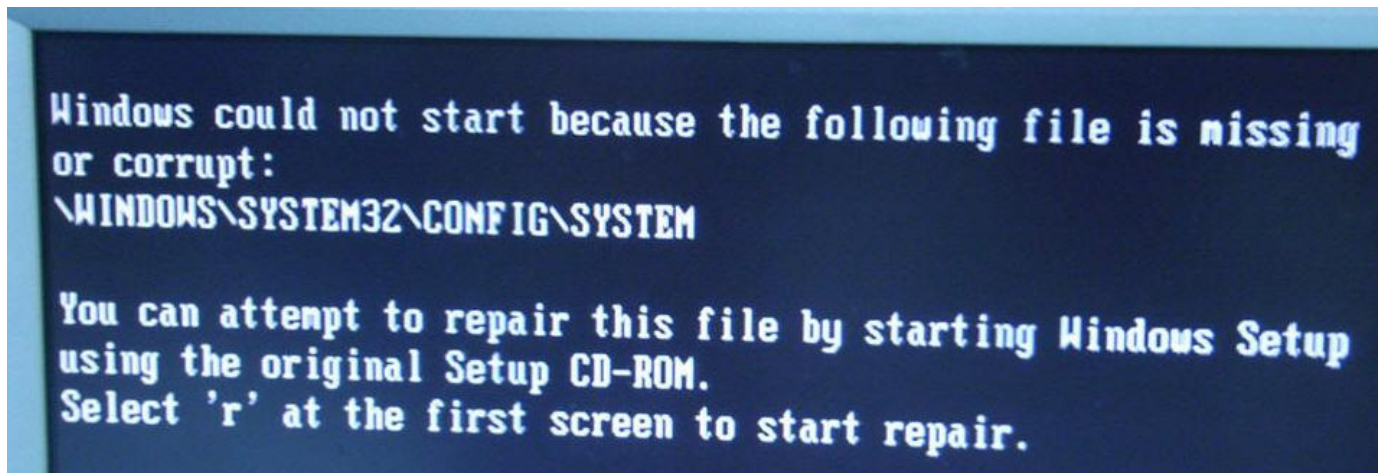 Windows could not start because the following file is missing
or corrupt:
\WINDOWS\SYSTEM32\CONFIG\SYSTEM
You can attempt to repair this file by starting Windows Setup
using the original Setup CD-ROM.
Select 'r' at the first screen to start repair.